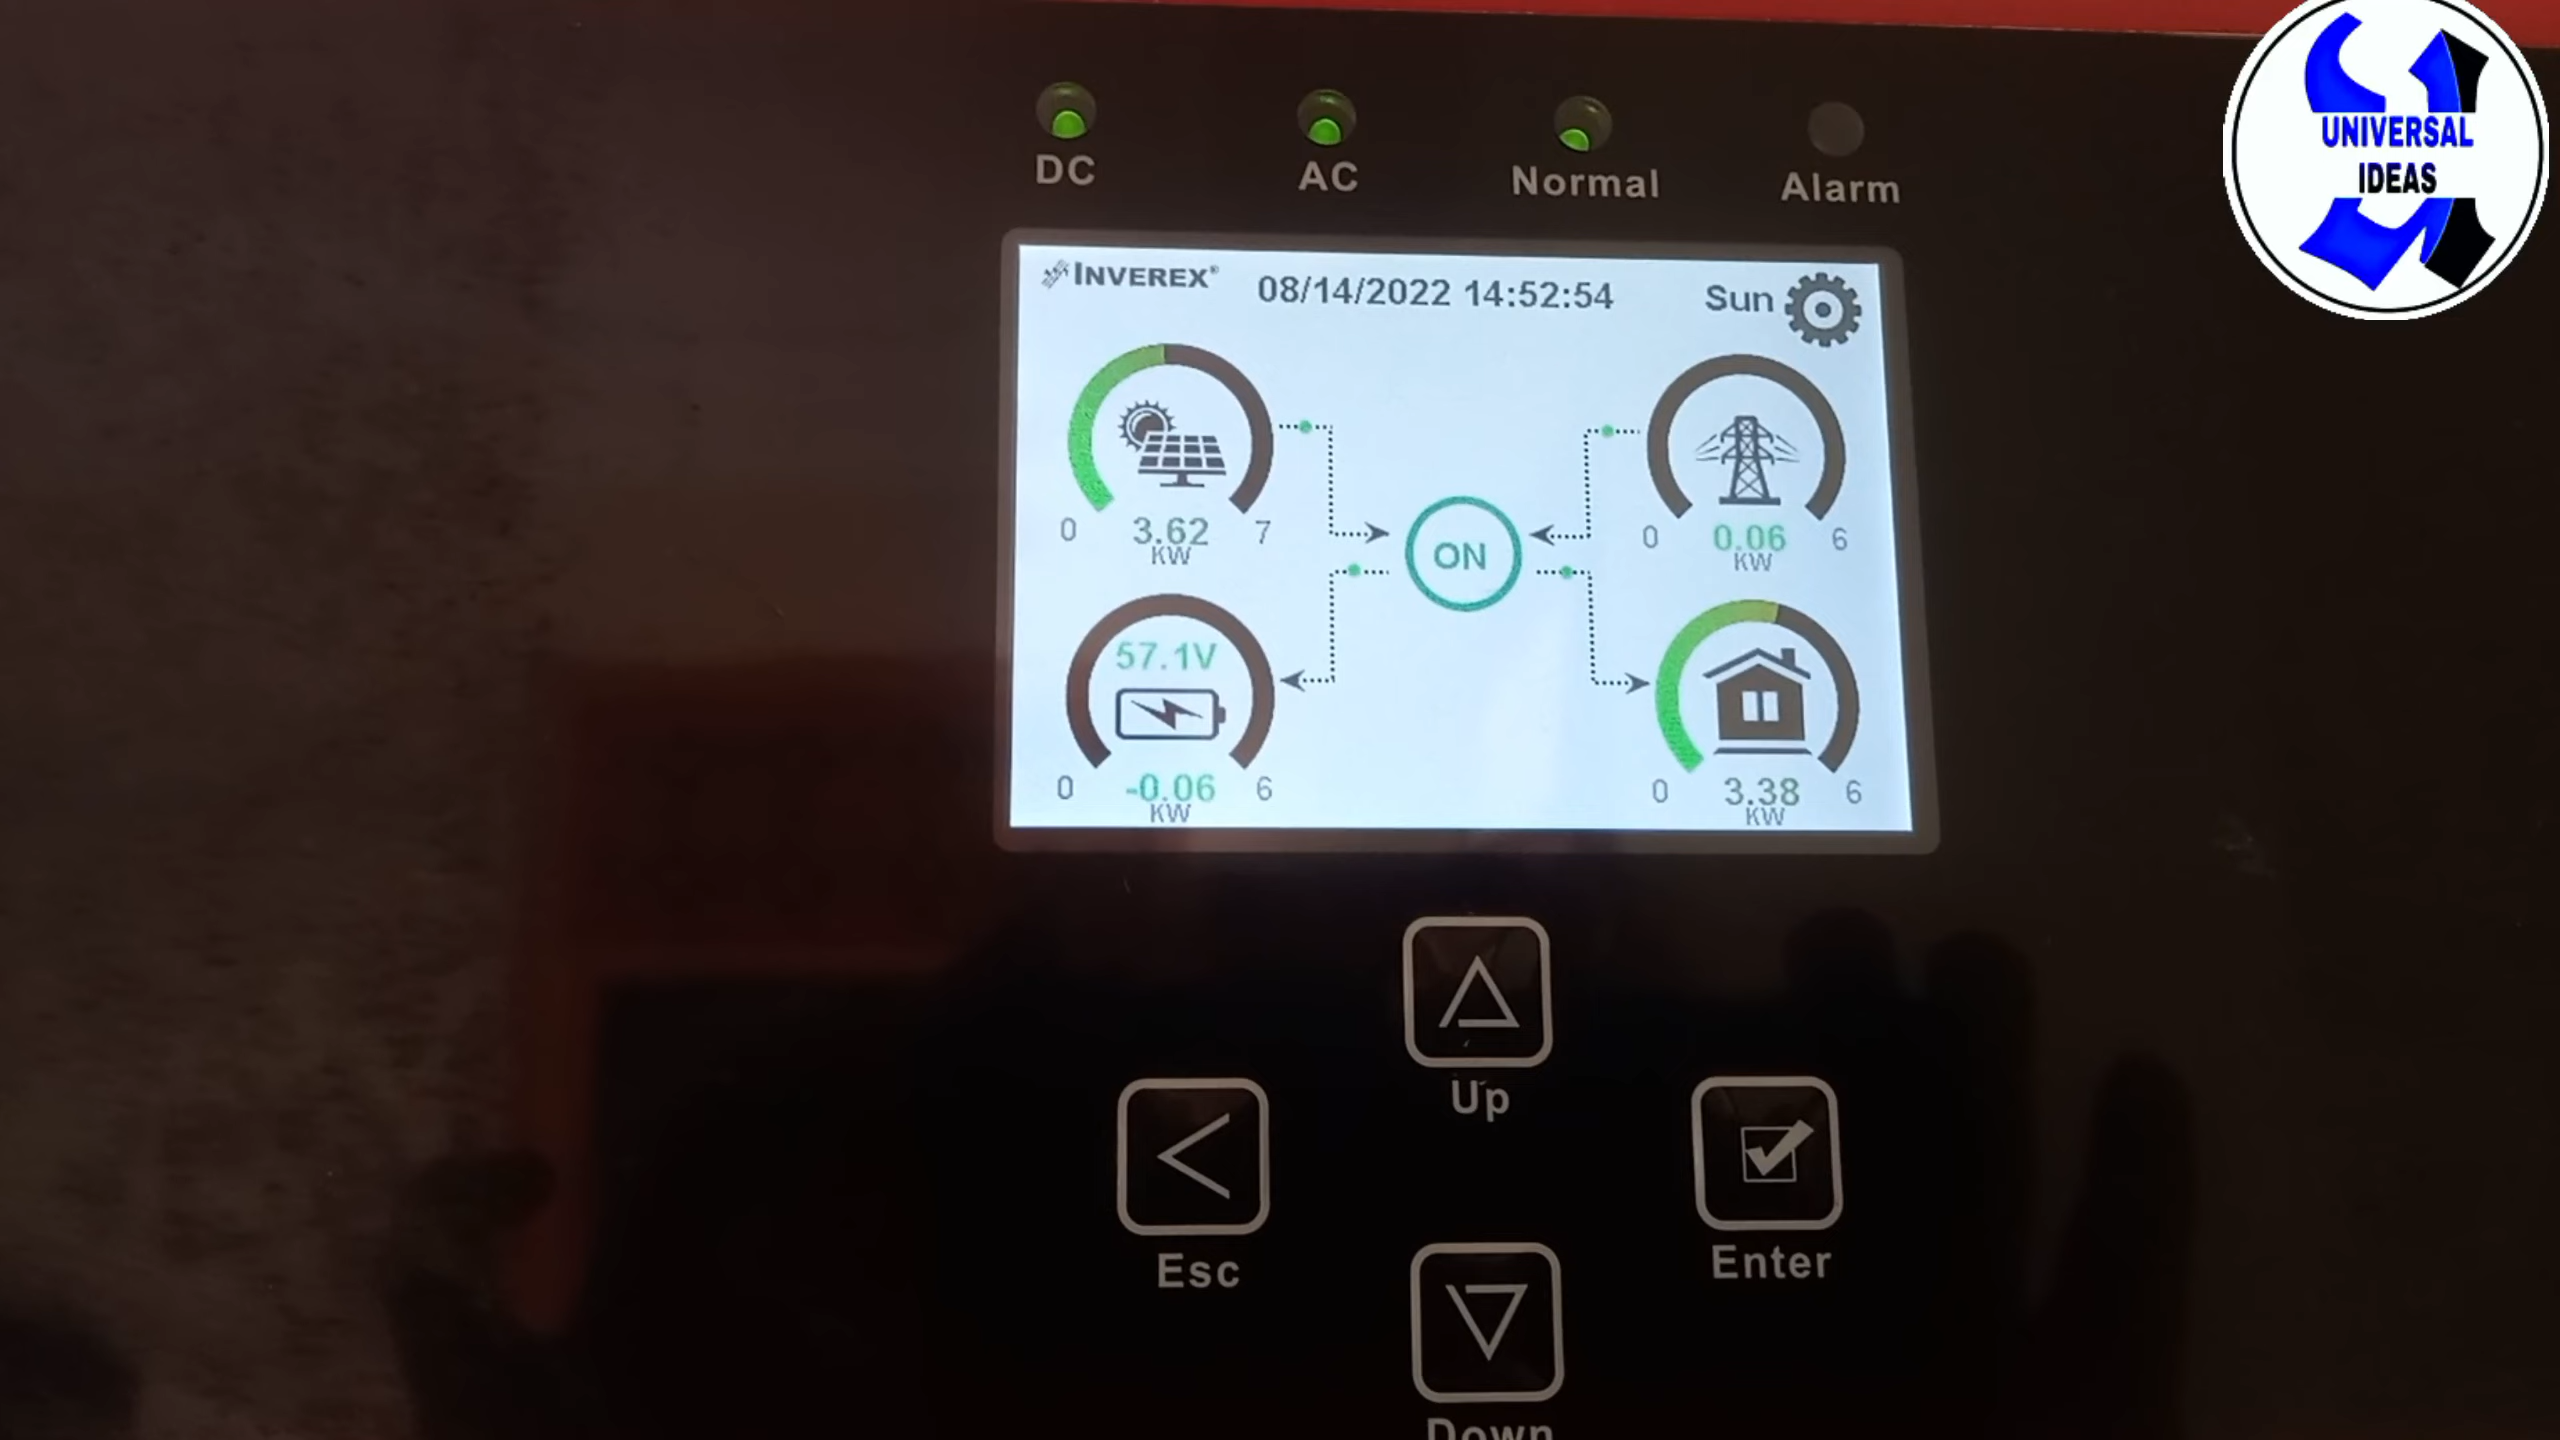 UNIVERSAL
IDEAS
DC
AC
Normal
Alarm
INVEREX®
08/14/2022 14:52:54
Sun
0
3.62
KW
7
0
0.06
KW
6
ON
57.1V
0
-0.06
KW
6
0
3.38
KW
6
Up
Esc
Enter
Down